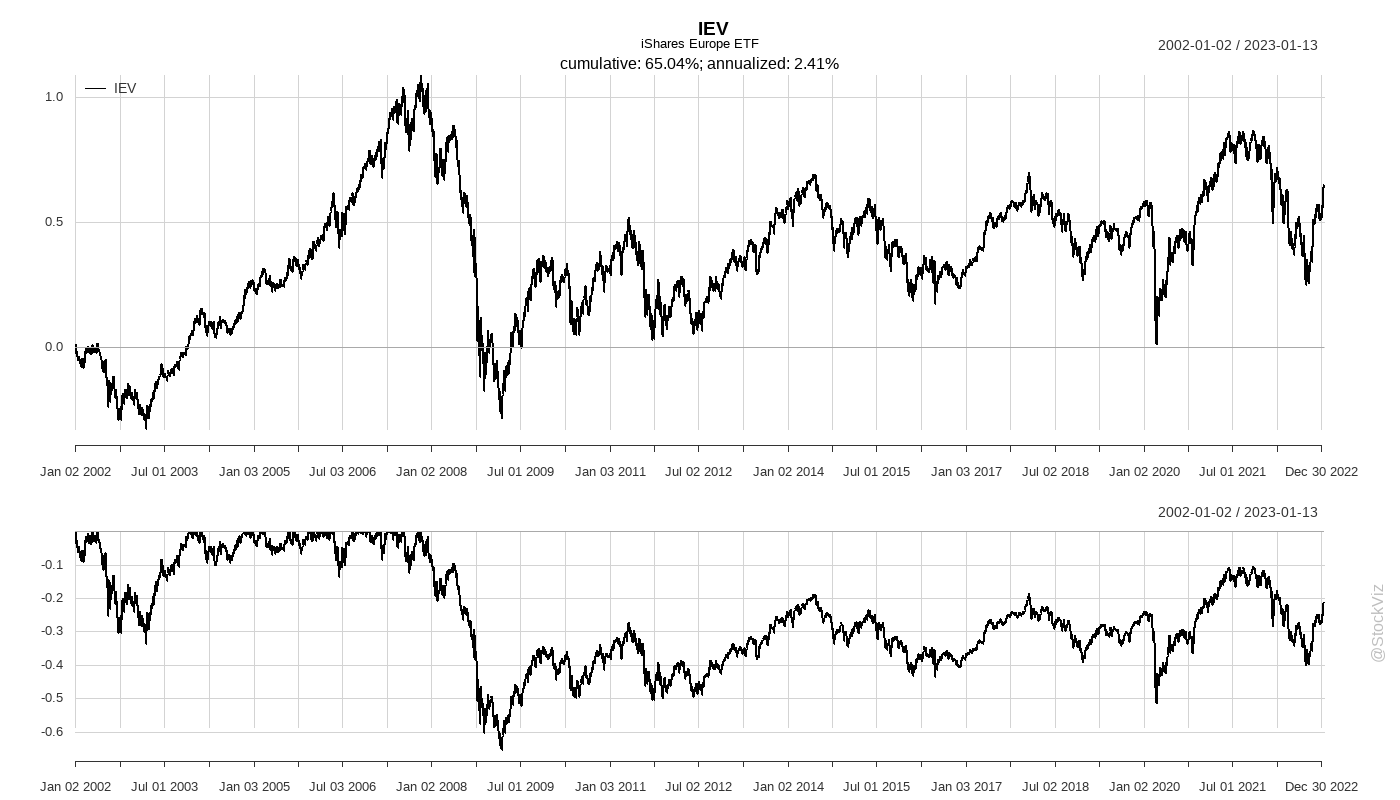 IEV
iShares Europe ETF
2002-01-02 / 2023-01-13
cumulative: 65.04%; annualized: 2.41%
IEV
1.0
0.5
0.0
Jan 02 2002 Jul 01 2003 Jan 03 2005 Jul 03 2006 Jan 02 2008 Jul 01 2009 Jan 03 2011 Jul 02 2012 Jan 02 2014 Jul 01 2015 Jan 03 2017 Jul 02 2018 Jan 02 2020 Jul 01 2021 Dec 30 2022
2002-01-02 / 2023-01-13
-0.1
-0.2
-0.3
-0.4
-0.5
-0.6
Jan 02 2002 Jul 01 2003 Jan 03 2005 Jul 03 2006 Jan 02 2008 Jul 01 2009 Jan 03 2011 Jul 02 2012 Jan 02 2014 Jul 01 2015 Jan 03 2017 Jul 02 2018 Jan 02 2020 Jul 01 2021 Dec 30 2022
@StockViz